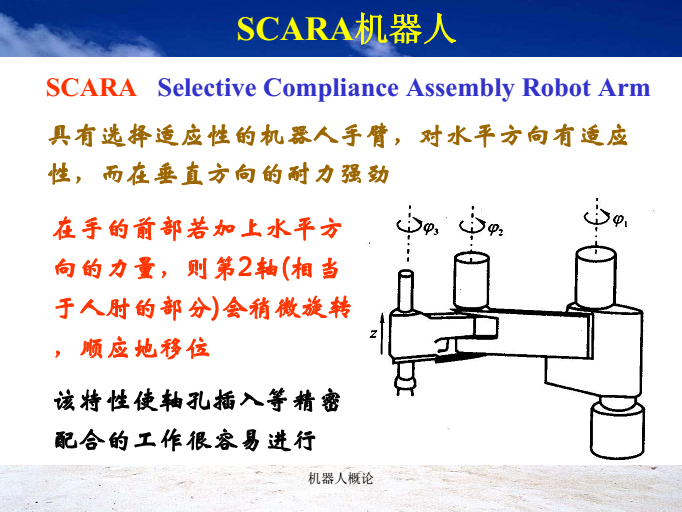 SCARA机器人
SCARA Selective Compliance Assembly Robot Arm
具有选择适应性的机器人手臂，对水平方向有适应
性，而在垂直方向的耐力强劲
在手的前部若加上水平方
向的力量，则第2轴(相当
于人肘的部分)会稍微旋转
，顺应地移位
该特性使轴孔插入等精密
配合的工作很容易进行
φ3
φ2
φ1
z
机器人概论